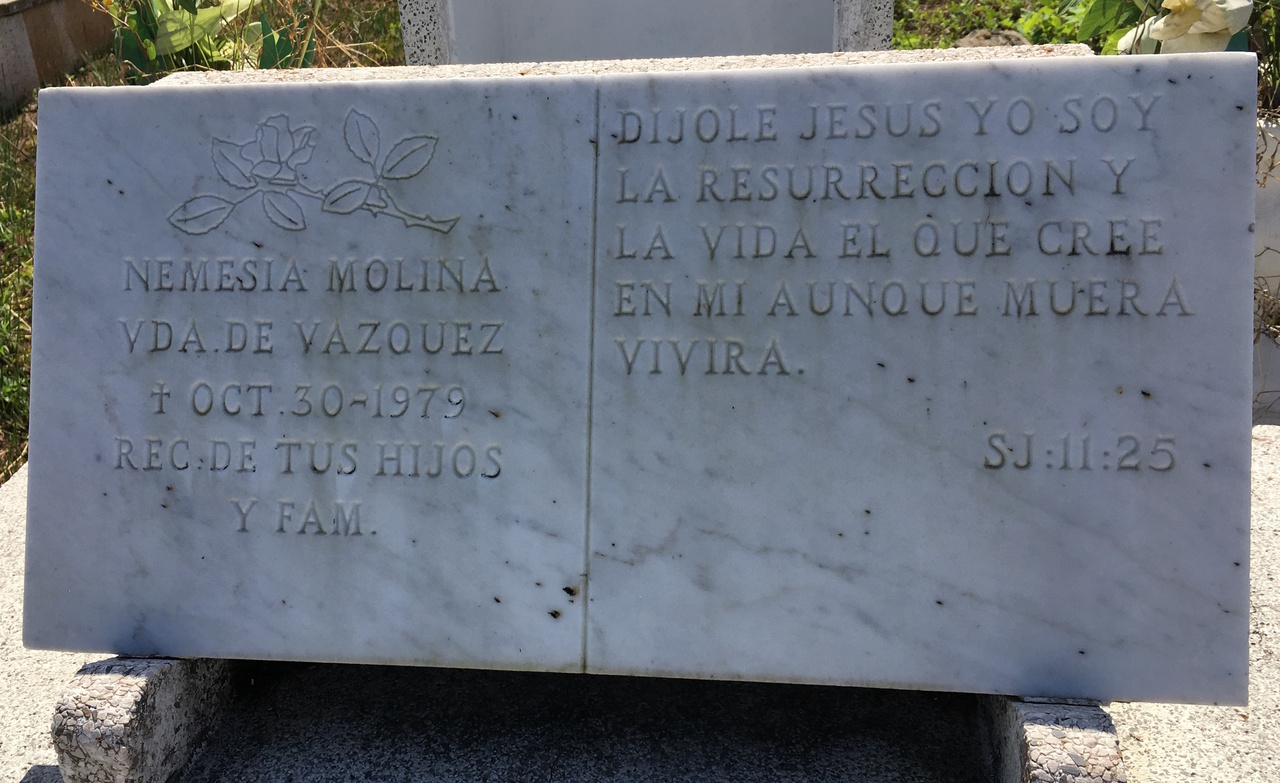 NEMESIA MOLINA
VDA. DE VAZQUEZ
✝ OCT. 30-1979
REC. DE TUS HIJOS
Y FAM.
DIJOLE JESUS YO SOY
LA RESURRECCION Y
LA VIDA EL QUE CREE
EN MI AUNQUE MUERA
VIVIRA.
SJ:11:25